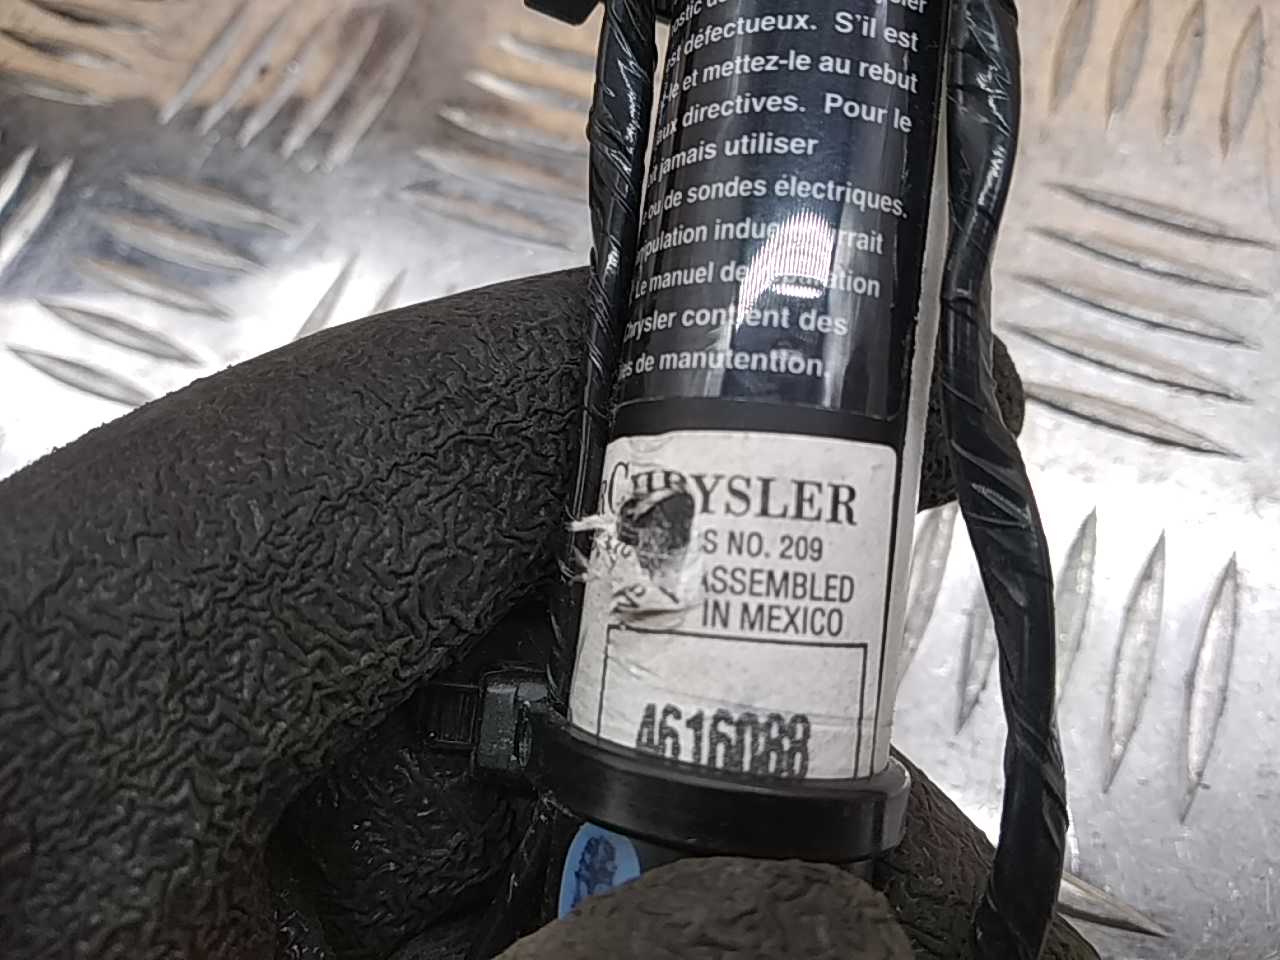 défectueux. S'il est
et mettez-le au rebut
aux directives. Pour le
jamais utiliser
ou de sondes électriques.
Le manuel de
Chrysler contient des
de manutention.
CHRYSLER
S NO. 209
ASSEMBLED
IN MEXICO
4616088